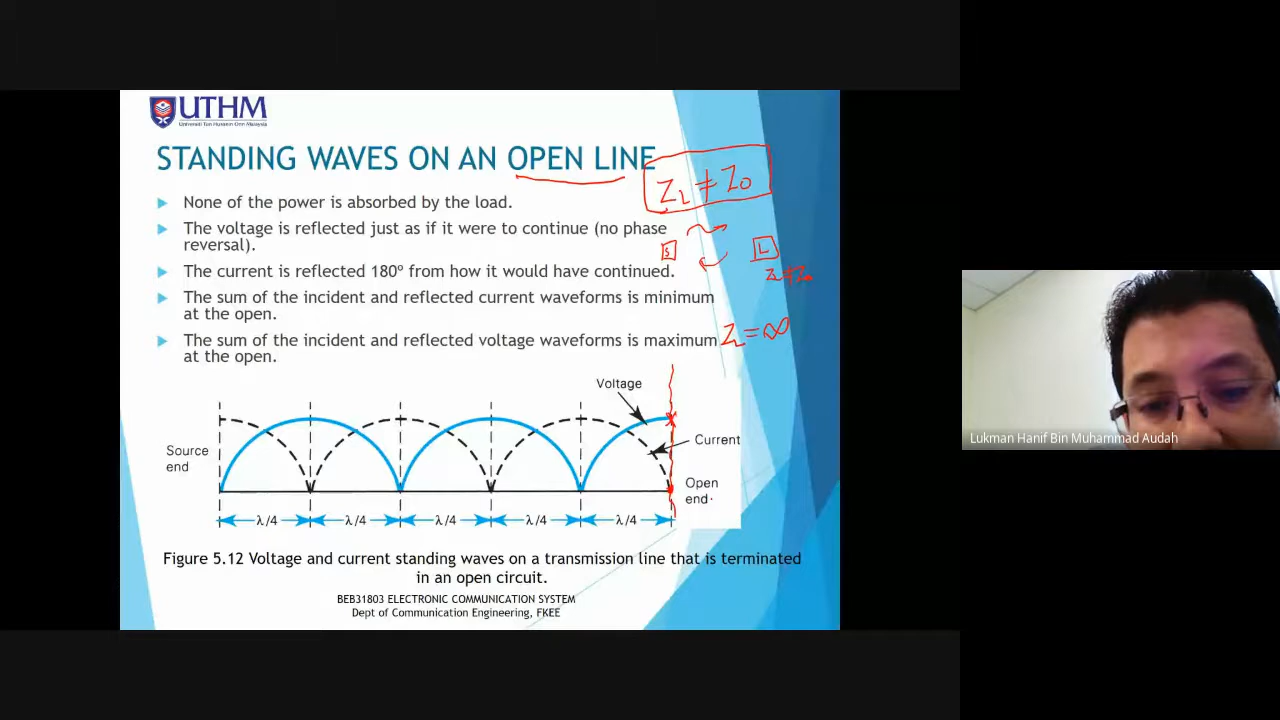 UTHM
Universiti Tun Hussein Onn Malaysia
STANDING WAVES ON AN OPEN LINE
Z_L ≠ Z_0
None of the power is absorbed by the load.
The voltage is reflected just as if it were to continue (no phase
reversal).
S
L
The current is reflected 180° from how it would have continued.
The sum of the incident and reflected current waveforms is minimum
at the open.
The sum of the incident and reflected voltage waveforms is maximum
at the open.
Z_L = ∞
Voltage
Current
Source
end
Open
end
λ/4 λ/4 λ/4 λ/4 λ/4
Figure 5.12 Voltage and current standing waves on a transmission line that is terminated
in an open circuit.
BEB31803 ELECTRONIC COMMUNICATION SYSTEM
Dept of Communication Engineering, FKEE
Lukman Hanif Bin Muhammad Audah